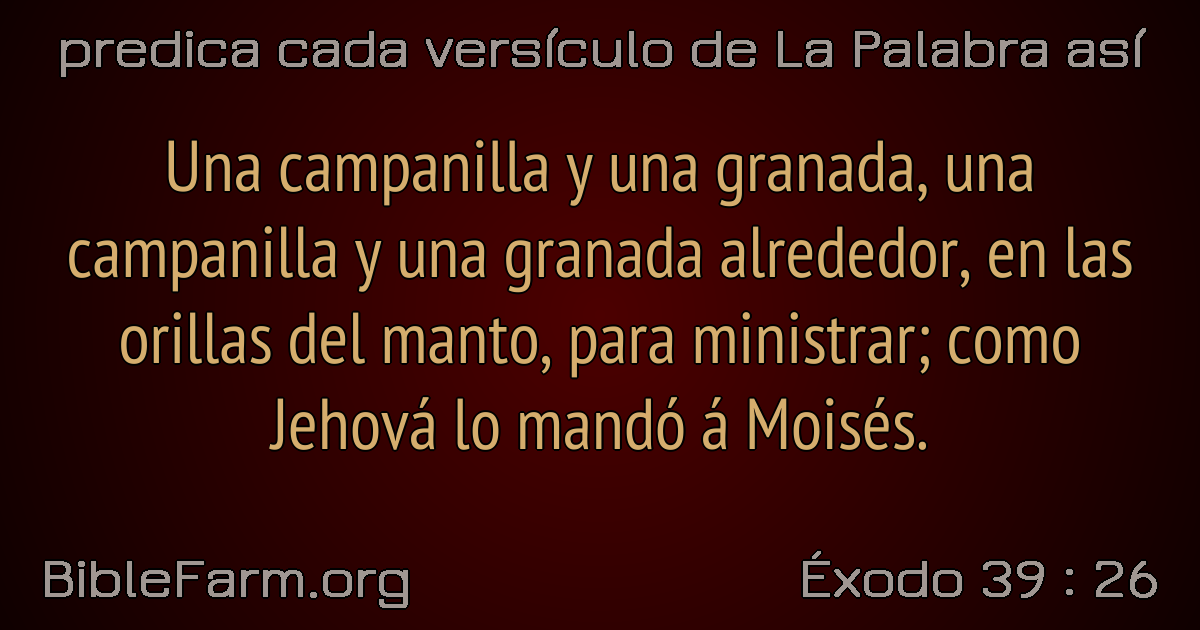 predica cada versículo de La Palabra así
Una campanilla y una granada, una
campanilla y una granada alrededor, en las
orillas del manto, para ministrar; como
Jehová lo mandó á Moisés.
BibleFarm.org
Éxodo 39 : 26